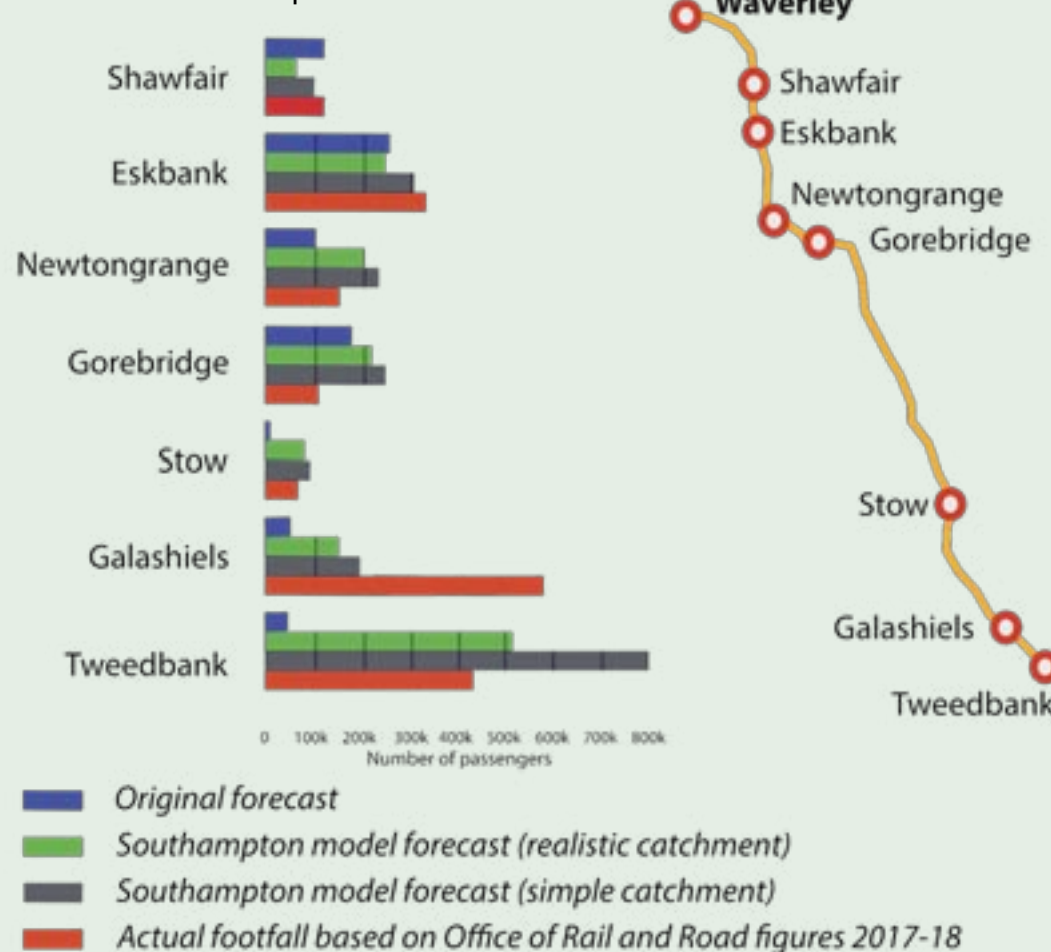 Waverley
Shawfair
Eskbank
Newtongrange
Gorebridge
Stow
Galashiels
Tweedbank
0 100k 200k 300k 400k 500k 600k 700k 800k
Number of passengers
Shawfair
Eskbank
Newtongrange
Gorebridge
Stow
Galashiels
Tweedbank
Original forecast
Southampton model forecast (realistic catchment)
Southampton model forecast (simple catchment)
Actual footfall based on Office of Rail and Road figures 2017-18